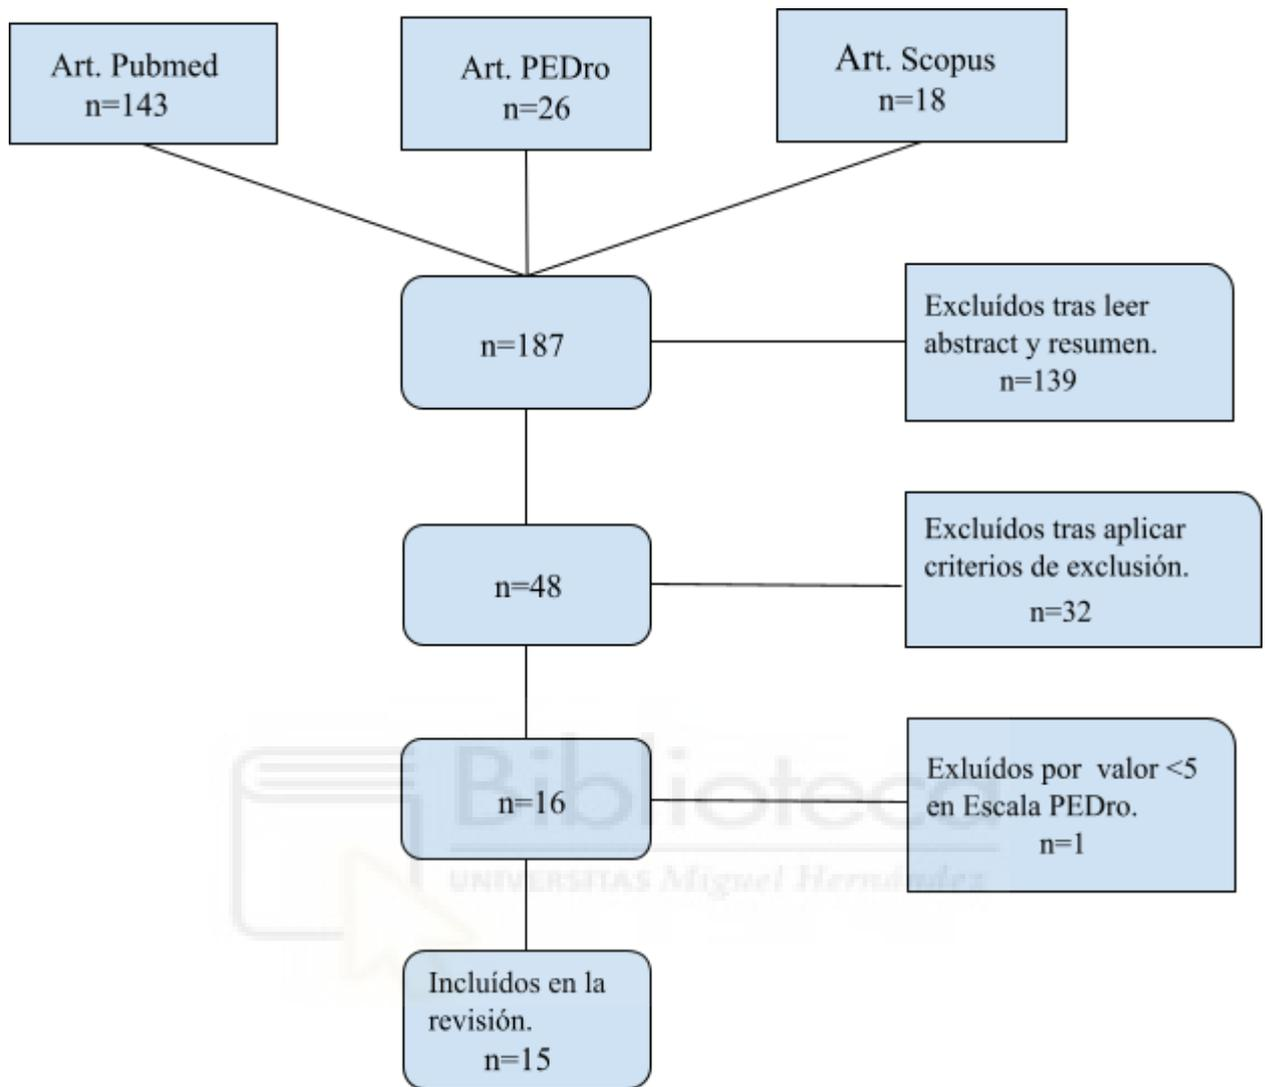 Art. Pubmed
n=143
Art. PEDro
n=26
Art. Scopus
n=18
n=187
Excluídos tras leer
abstract y resumen.
n=139
n=48
Excluídos tras aplicar
criterios de exclusión.
n=32
n=16
Exluídos por valor <5
en Escala PEDro.
n=1
Biblioteca
UNIVERSITAS Miguel Hernández
Incluídos en la
revisión.
n=15